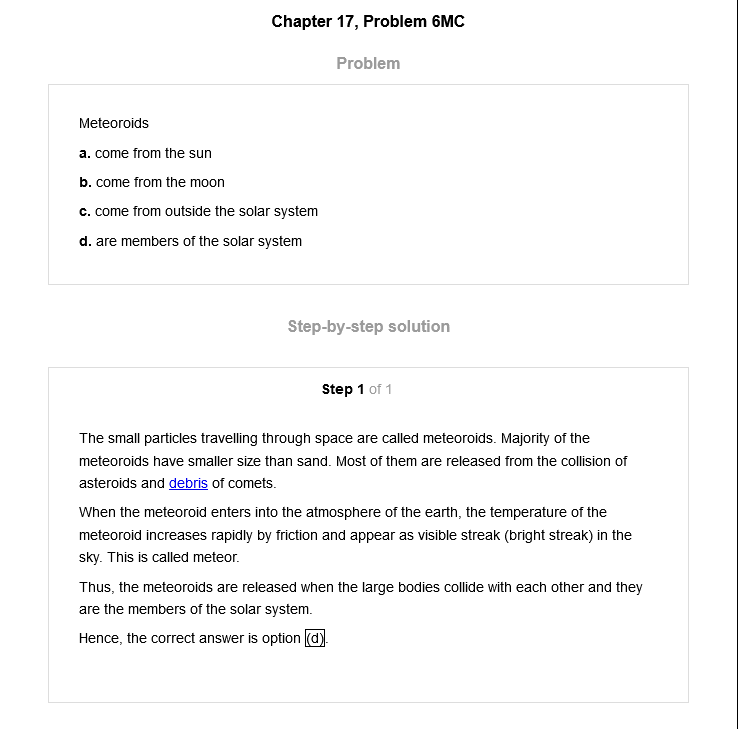 Chapter 17, Problem 6MC
Problem
Meteoroids
a. come from the sun
b. come from the moon
c. come from outside the solar system
d. are members of the solar system
Step-by-step solution
Step 1 of 1
The small particles travelling through space are called meteoroids. Majority of the
meteoroids have smaller size than sand. Most of them are released from the collision of
asteroids and debris of comets.
When the meteoroid enters into the atmosphere of the earth, the temperature of the
meteoroid increases rapidly by friction and appear as visible streak (bright streak) in the
sky. This is called meteor.
Thus, the meteoroids are released when the large bodies collide with each other and they
are the members of the solar system.
Hence, the correct answer is option (d).